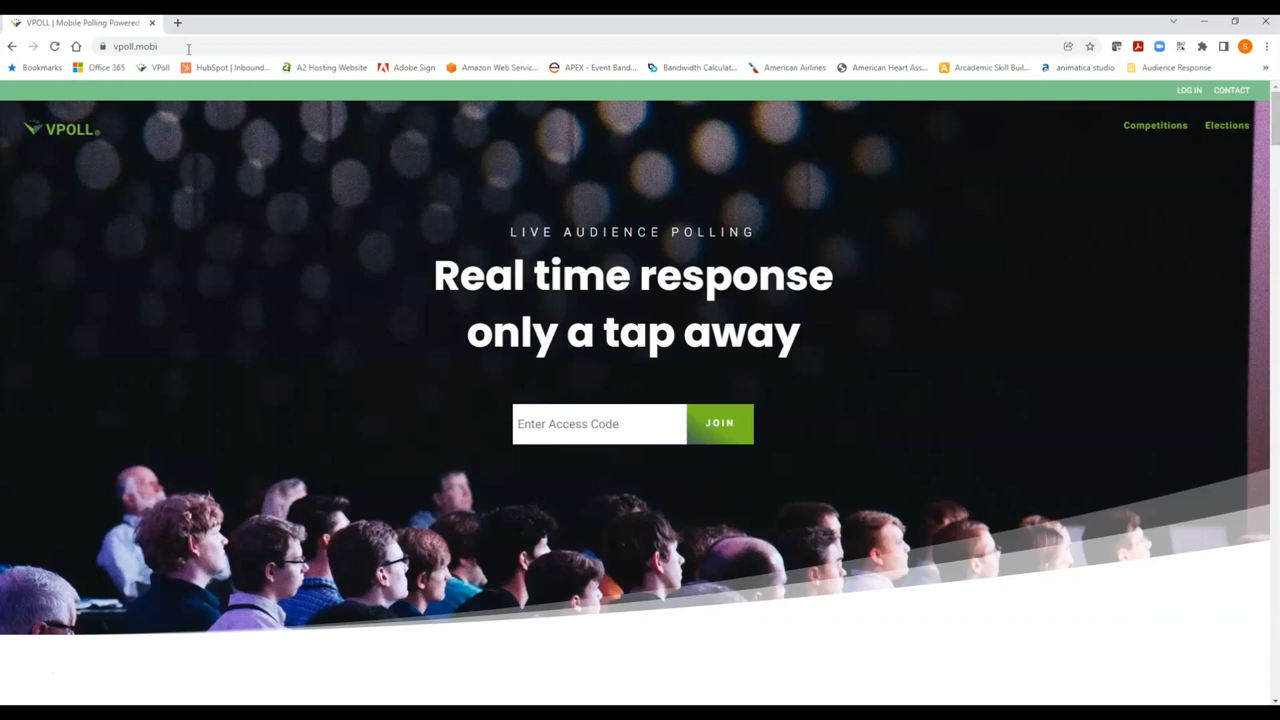 VPOLL | Mobile Polling Powered
vpoll.mobi
S
Bookmarks Office 365 VPoll HubSpot | Inbound... A2 Hosting Website Adobe Sign Amazon Web Servic... APEX - Event Band... Bandwidth Calculat... American Airlines American Heart Ass... Arcademic Skill Buil... animatica studio Audience Response »
LOG IN CONTACT
VPOLL®
Competitions Elections
LIVE AUDIENCE POLLING
Real time response
only a tap away
Enter Access Code JOIN